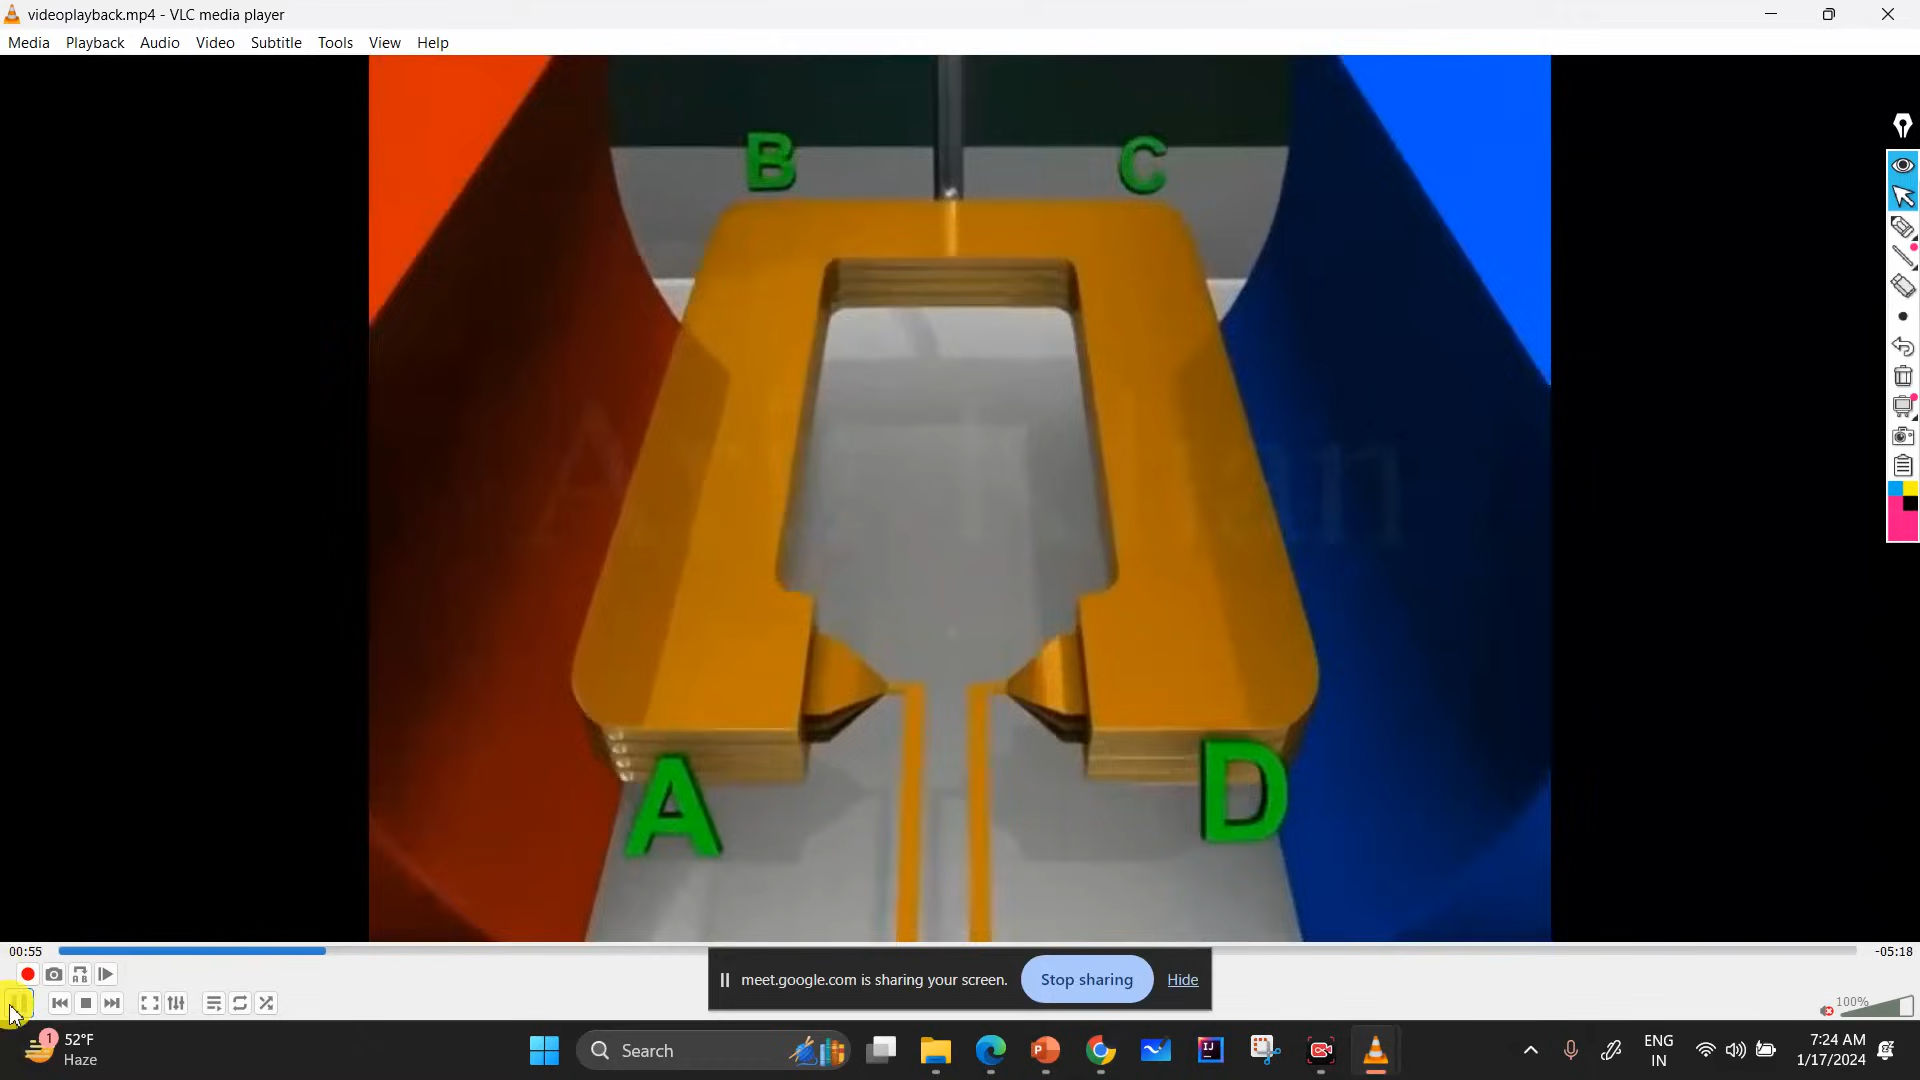 videoplayback.mp4 - VLC media player
Media Playback Audio Video Subtitle Tools View Help
B C
A D
00:55 -05:18
meet.google.com is sharing your screen. Stop sharing Hide
100%
1 52°F
Haze
Search
ENG
IN
7:24 AM
1/17/2024